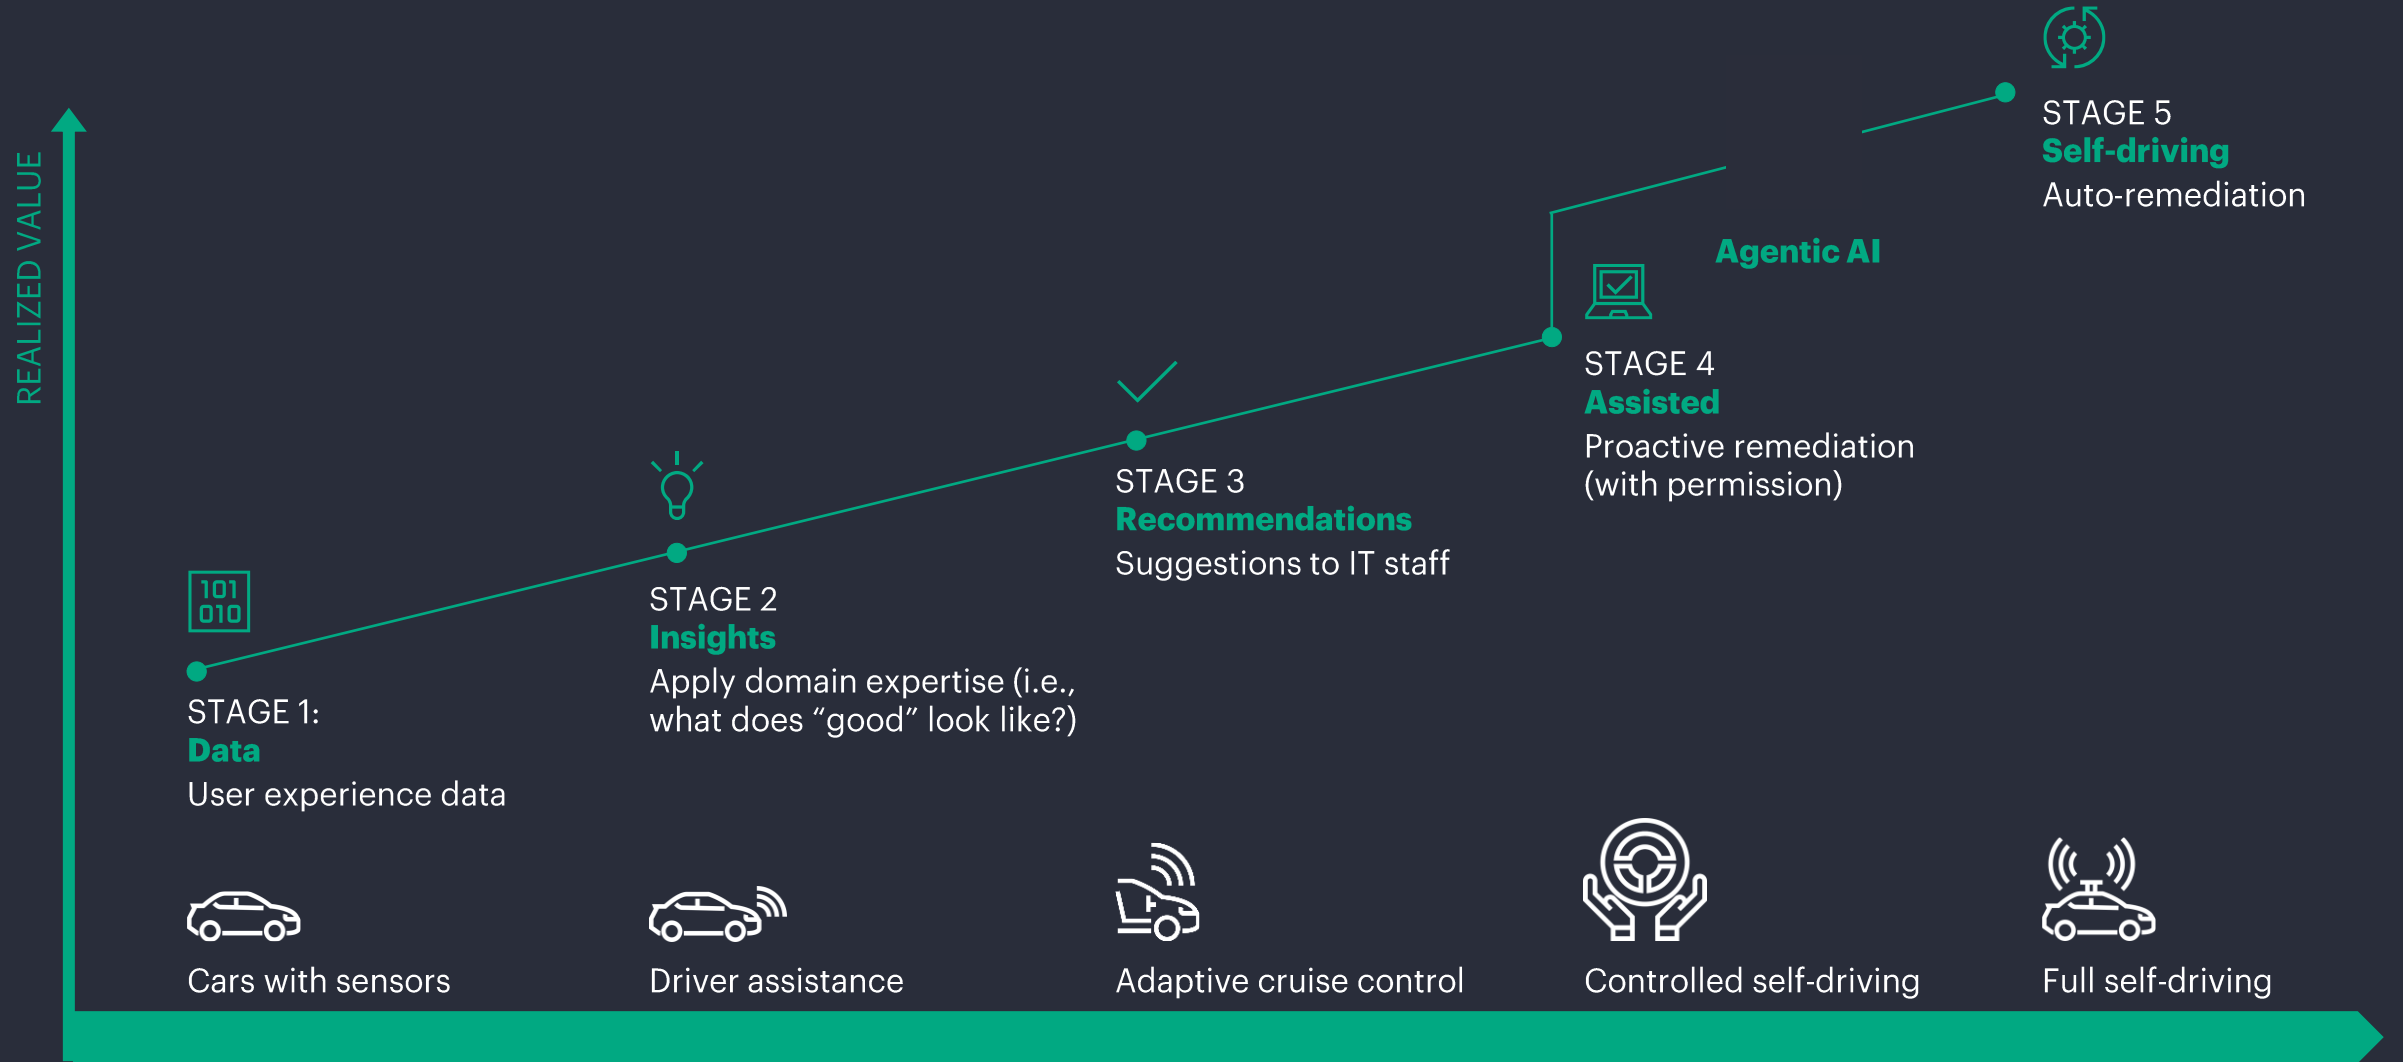 REALIZED VALUE
101
010
STAGE 1:
Data
User experience data
STAGE 2
Insights
Apply domain expertise (i.e.,
what does “good” look like?)
STAGE 3
Recommendations
Suggestions to IT staff
STAGE 4
Assisted
Proactive remediation
(with permission)
Agentic AI
STAGE 5
Self-driving
Auto-remediation
Cars with sensors
Driver assistance
Adaptive cruise control
Controlled self-driving
Full self-driving